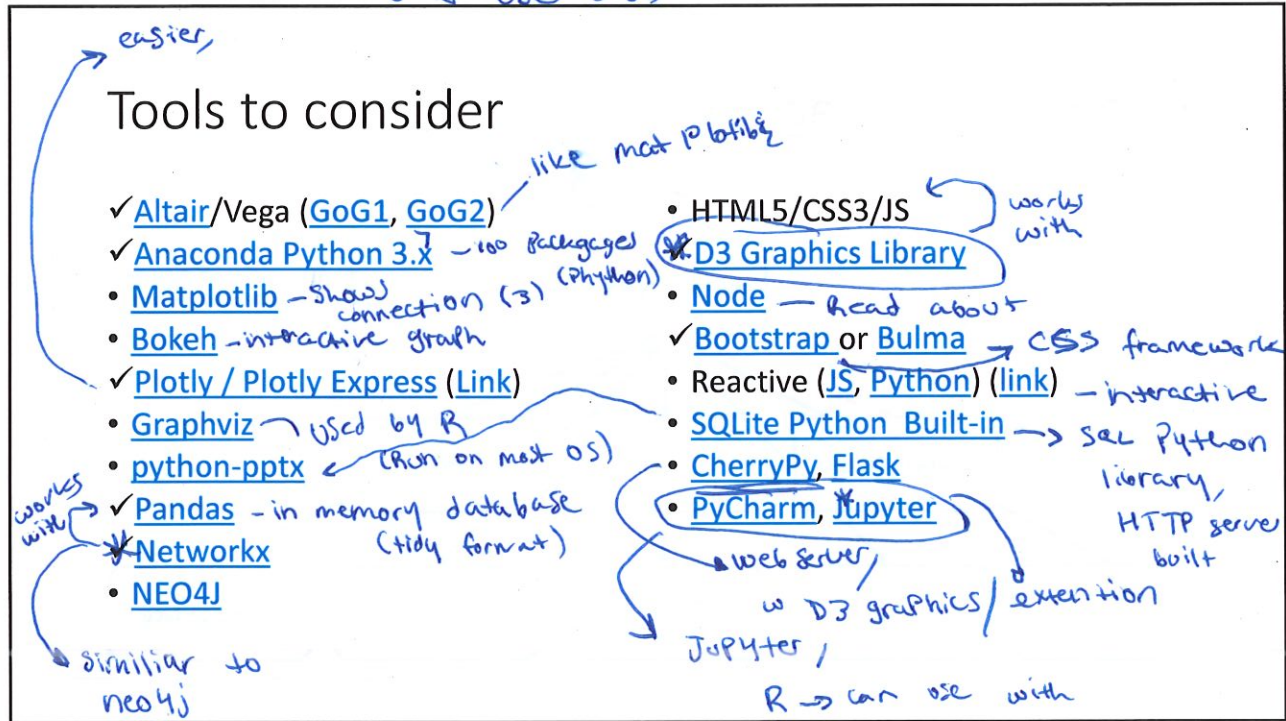 easier,
Tools to consider
like mat Plotlib
✓ Altair/Vega (GoG1, GoG2)
✓ Anaconda Python 3.x
7
- 100 Packgages
(Phython)
• Matplotlib
- Shows
connection (3)
• Bokeh
- interactive graph
✓ Plotly / Plotly Express (Link)
• Graphviz
used by R
• python-pptx
(Run on most OS)
✓ Pandas
- in memory database
(tidy format)
works
with
✓ Networkx
• NEO4J
similiar to
neo4j
• HTML5/CSS3/JS
works
with
✓ D3 Graphics Library
• Node
- Read about
✓ Bootstrap or Bulma
→ CSS framework
• Reactive (JS, Python) (link)
- interactive
• SQLite Python Built-in
→ SQL Python
library,
HTTP server
built
• CherryPy, Flask
• PyCharm, Jupyter
web server,
w D3 graphics / extention
JuPyter,
R → can use with